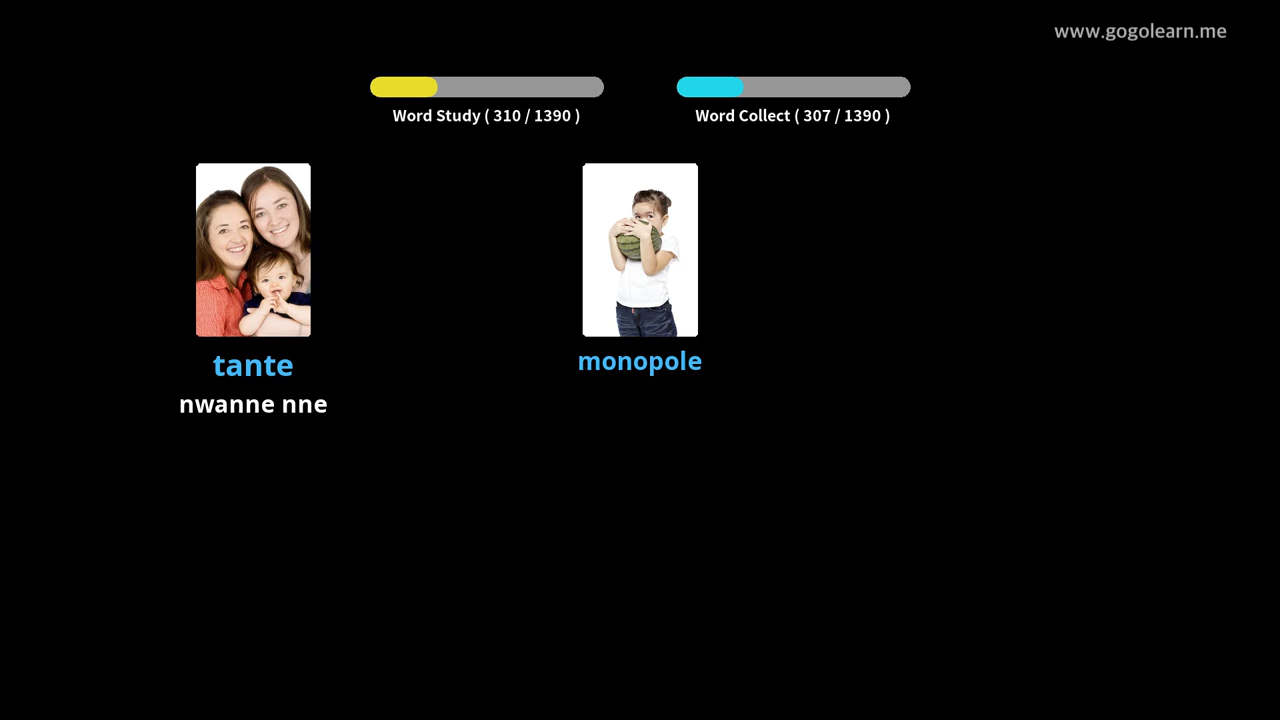 www.gogolearn.me
Word Study ( 310 / 1390 )
Word Collect ( 307 / 1390 )
tante
nwanne nne
monopole